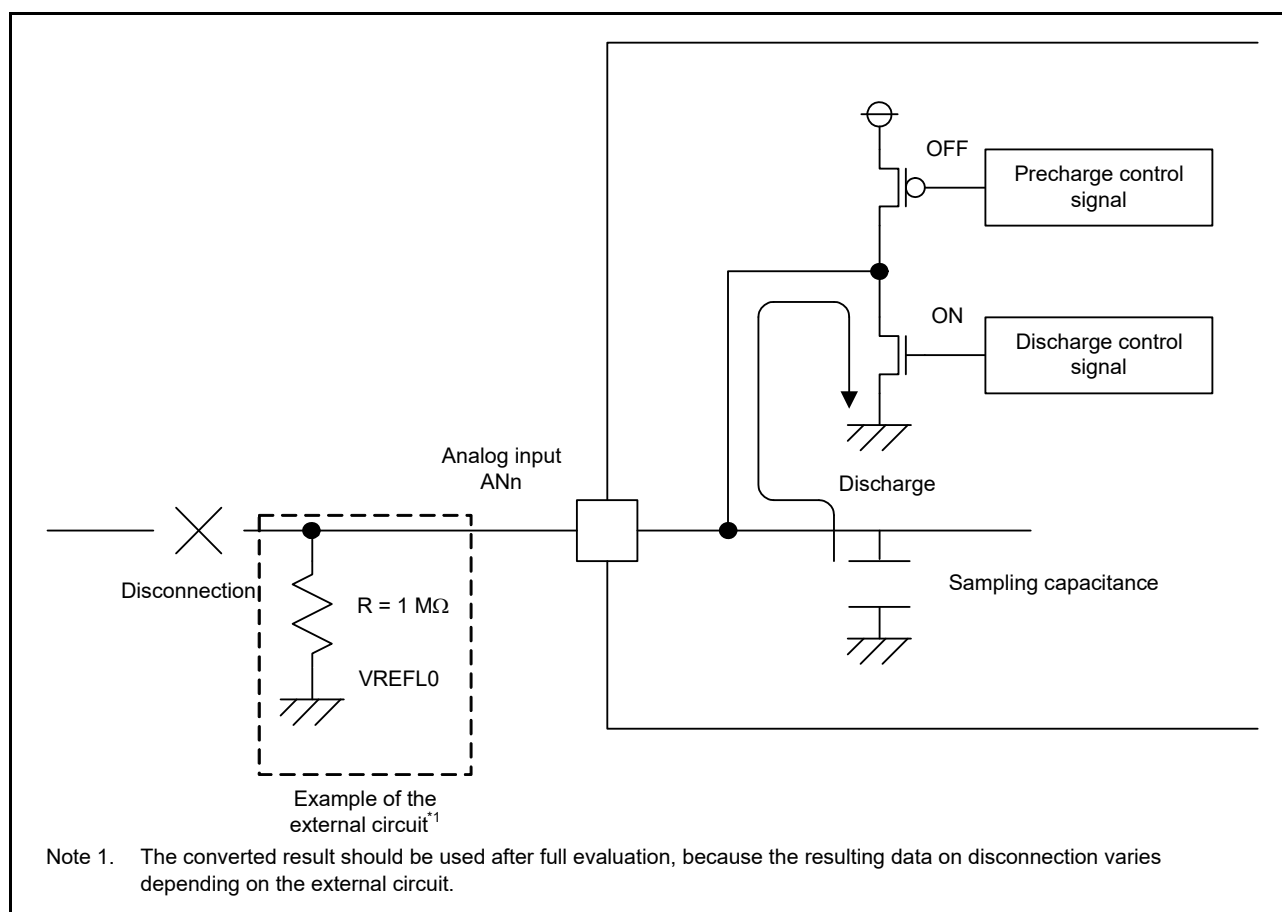 OFF
Precharge control
signal
ON
Discharge control
signal
Analog input
ANn
Discharge
Disconnection
R = 1 MΩ
Sampling capacitance
VREFL0
Example of the
external circuit*1
Note 1. The converted result should be used after full evaluation, because the resulting data on disconnection varies
depending on the external circuit.